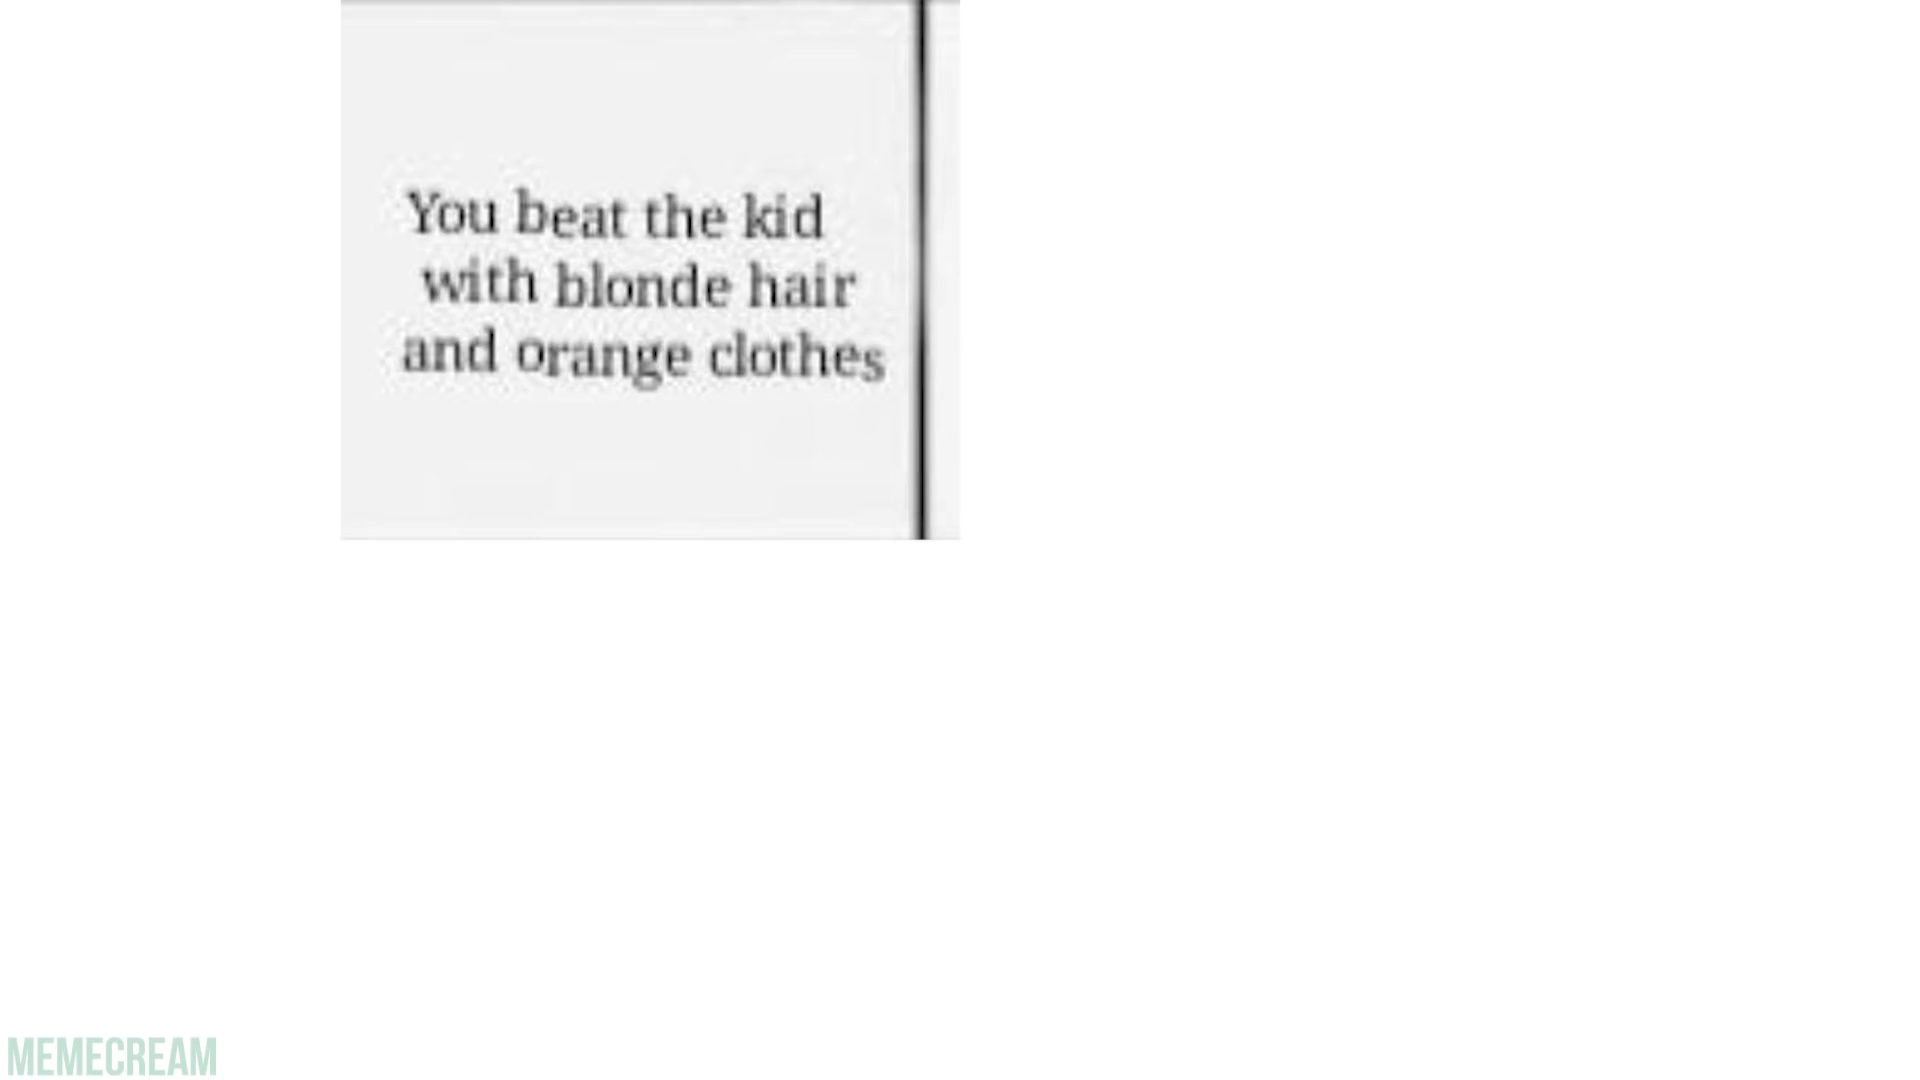 You beat the kid
with blonde hair
and orange clothes
MEMECREAM